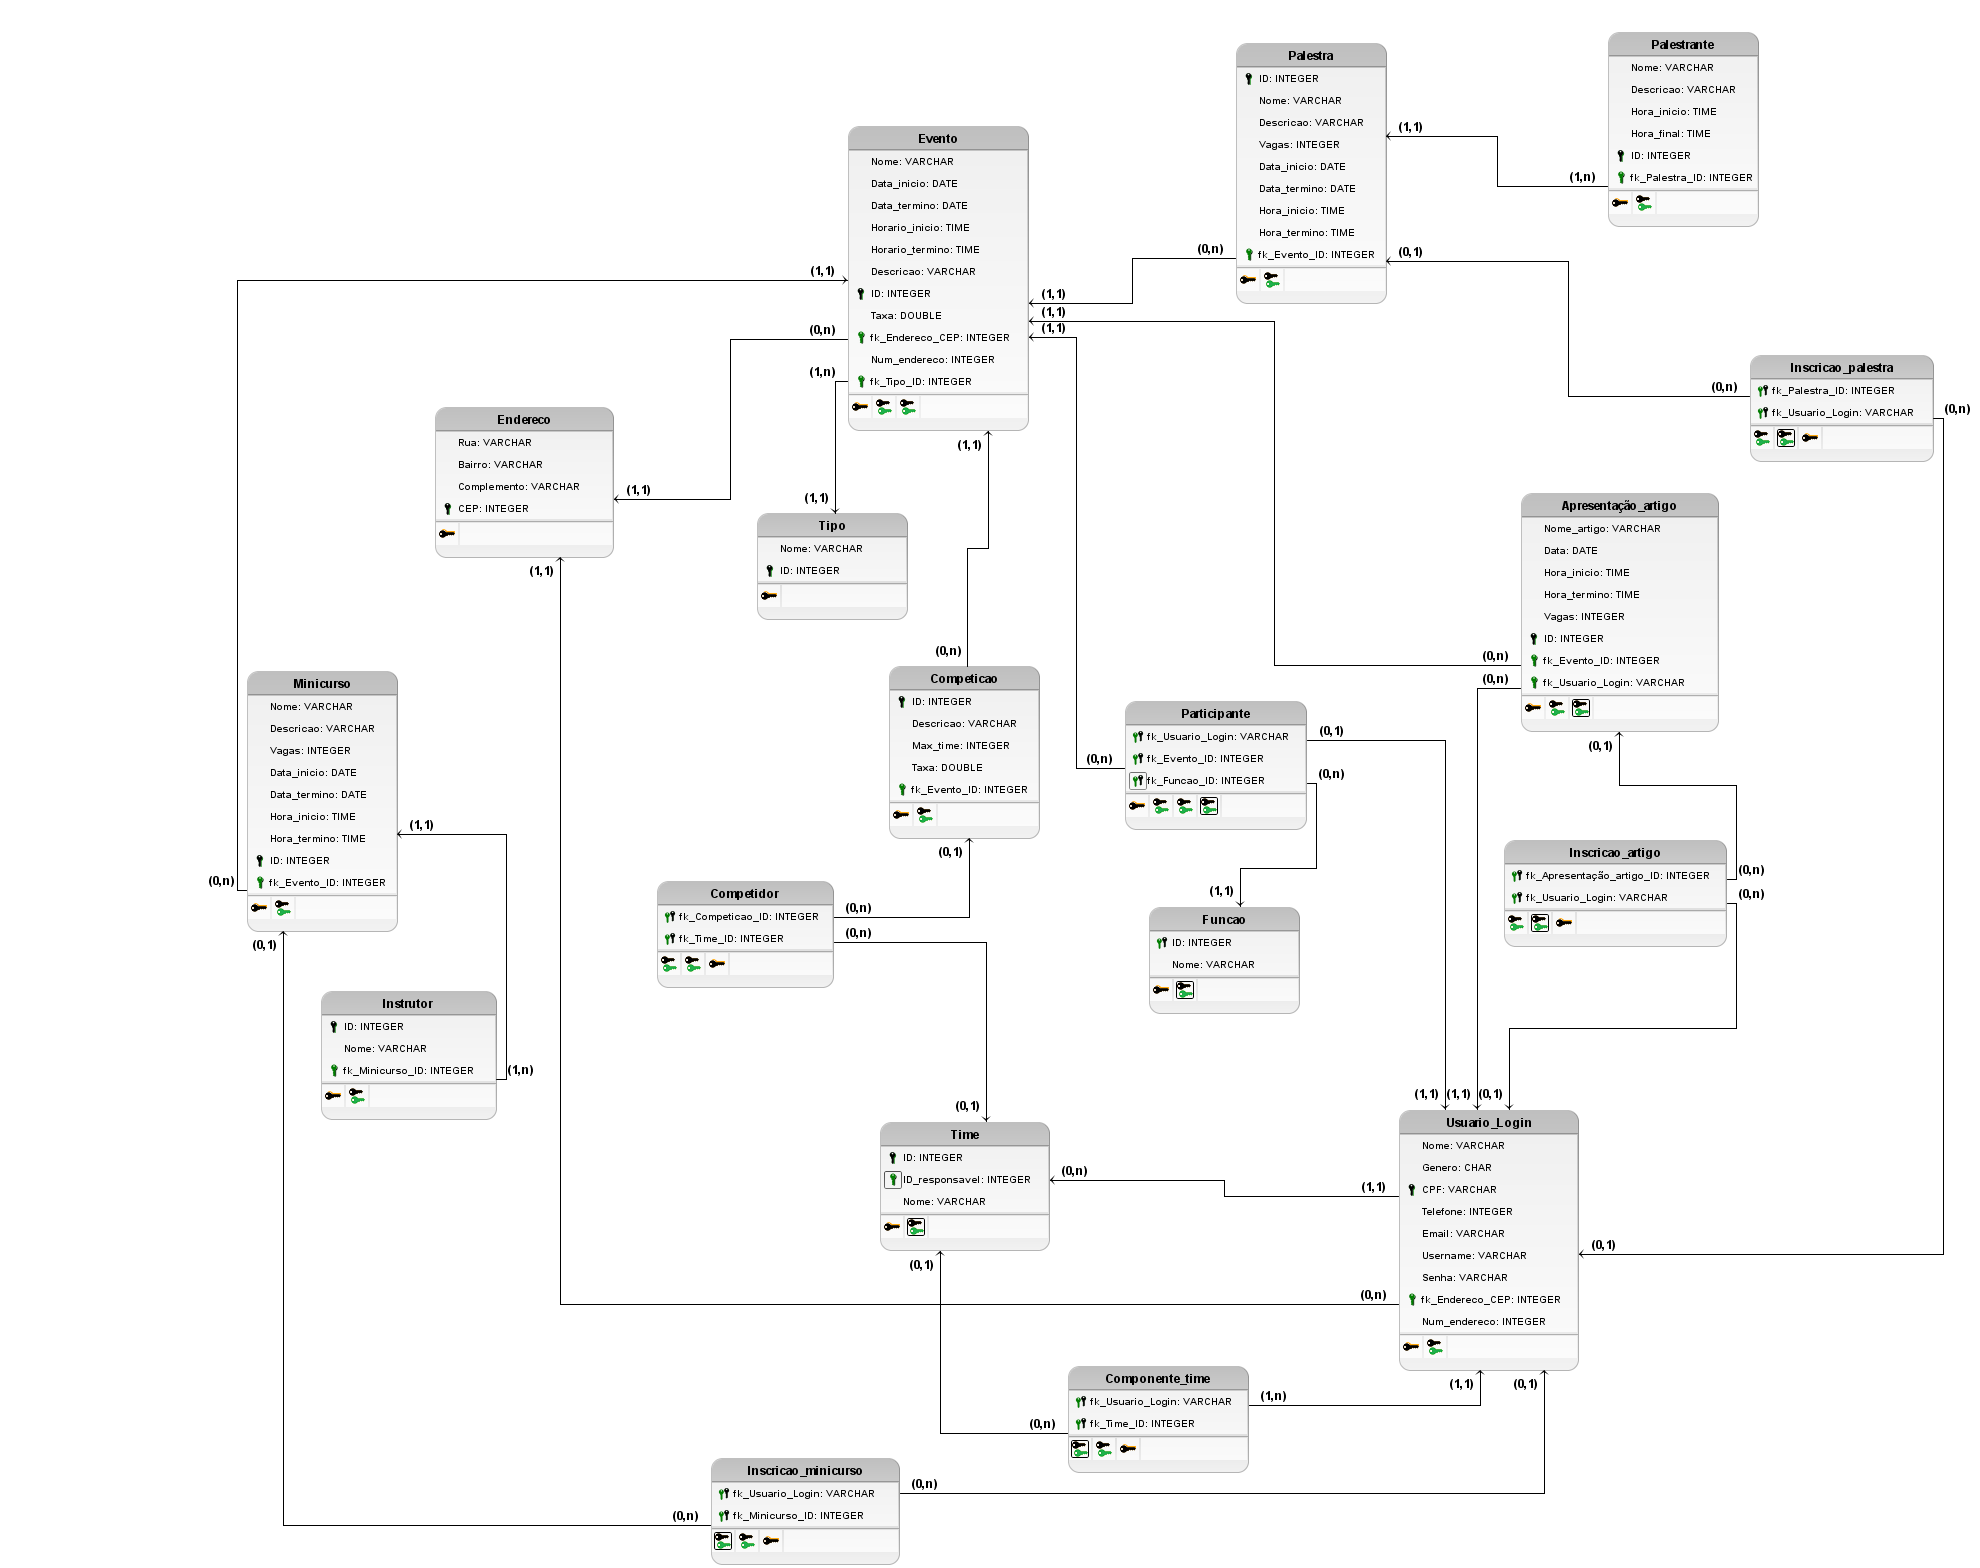 Palestrante
Nome: VARCHAR
Descricao: VARCHAR
Hora_inicio: TIME
Hora_final: TIME
ID: INTEGER
fk_Palestra_ID: INTEGER
(1,n)
Palestra
ID: INTEGER
Nome: VARCHAR
Descricao: VARCHAR
Vagas: INTEGER
Data_inicio: DATE
Data_termino: DATE
Hora_inicio: TIME
Hora_termino: TIME
fk_Evento_ID: INTEGER
(1,1)
(0,1)
(0,n)
Evento
Nome: VARCHAR
Data_inicio: DATE
Data_termino: DATE
Horario_inicio: TIME
Horario_termino: TIME
Descricao: VARCHAR
ID: INTEGER
Taxa: DOUBLE
fk_Endereco_CEP: INTEGER
Num_endereco: INTEGER
fk_Tipo_ID: INTEGER
(1,1)
(0,n)
(1,n)
(1,1)
(1,1)
(1,1)
(1,1)
Inscricao_palestra
fk_Palestra_ID: INTEGER
fk_Usuario_Login: VARCHAR
(0,n)
(0,n)
Endereco
Rua: VARCHAR
Bairro: VARCHAR
Complemento: VARCHAR
CEP: INTEGER
(1,1)
(1,1)
(1,1)
Tipo
Nome: VARCHAR
ID: INTEGER
Apresentação_artigo
Nome_artigo: VARCHAR
Data: DATE
Hora_inicio: TIME
Hora_termino: TIME
Vagas: INTEGER
ID: INTEGER
fk_Evento_ID: INTEGER
fk_Usuario_Login: VARCHAR
(0,n)
(0,n)
(0,1)
(0,n)
Competicao
ID: INTEGER
Descricao: VARCHAR
Max_time: INTEGER
Taxa: DOUBLE
fk_Evento_ID: INTEGER
(0,1)
Minicurso
Nome: VARCHAR
Descricao: VARCHAR
Vagas: INTEGER
Data_inicio: DATE
Data_termino: DATE
Hora_inicio: TIME
Hora_termino: TIME
ID: INTEGER
fk_Evento_ID: INTEGER
(1,1)
(0,n)
(0,1)
Participante
fk_Usuario_Login: VARCHAR
fk_Evento_ID: INTEGER
fk_Funcao_ID: INTEGER
(0,1)
(0,n)
(0,n)
Inscricao_artigo
fk_Apresentação_artigo_ID: INTEGER
fk_Usuario_Login: VARCHAR
(0,n)
(0,n)
Competidor
fk_Competicao_ID: INTEGER
fk_Time_ID: INTEGER
(0,n)
(0,n)
(1,1)
Funcao
ID: INTEGER
Nome: VARCHAR
Instrutor
ID: INTEGER
Nome: VARCHAR
fk_Minicurso_ID: INTEGER
(1,n)
(0,1)
Time
ID: INTEGER
ID_responsavel: INTEGER
Nome: VARCHAR
(0,n)
(0,1)
(1,1)
(1,1)
(0,1)
Usuario_Login
Nome: VARCHAR
Genero: CHAR
CPF: VARCHAR
Telefone: INTEGER
Email: VARCHAR
Username: VARCHAR
Senha: VARCHAR
fk_Endereco_CEP: INTEGER
Num_endereco: INTEGER
(1,1)
(0,1)
(0,n)
(1,1)
(0,1)
Componente_time
fk_Usuario_Login: VARCHAR
fk_Time_ID: INTEGER
(1,n)
(0,n)
Inscricao_minicurso
fk_Usuario_Login: VARCHAR
fk_Minicurso_ID: INTEGER
(0,n)
(0,n)